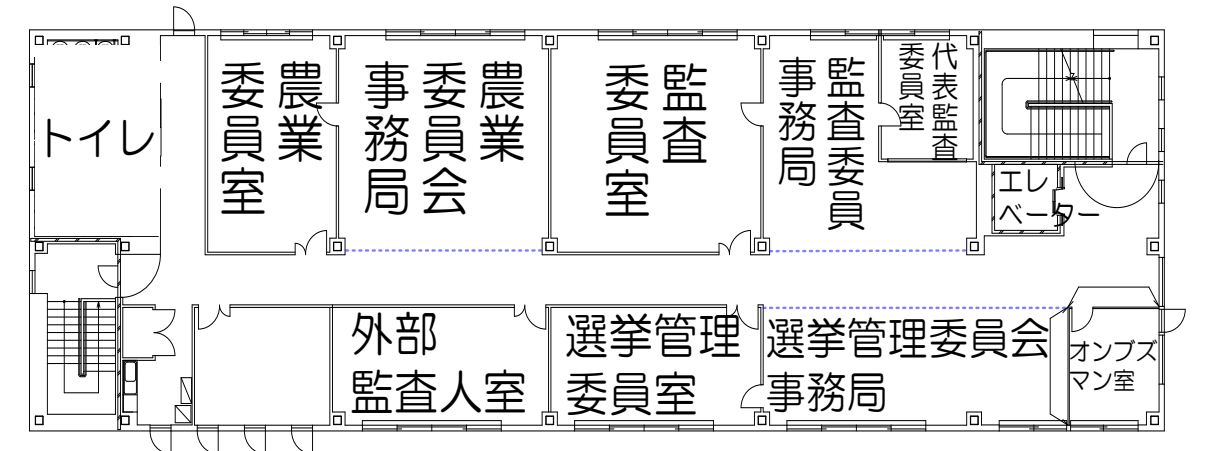 トイレ
農業
委員室
農業
委員会
事務局
監査
委員室
監査委員
事務局
代表監査
委員室
エレ
ベーター
外部
監査人室
選挙管理
委員室
選挙管理委員会
事務局
オンブズ
マン室